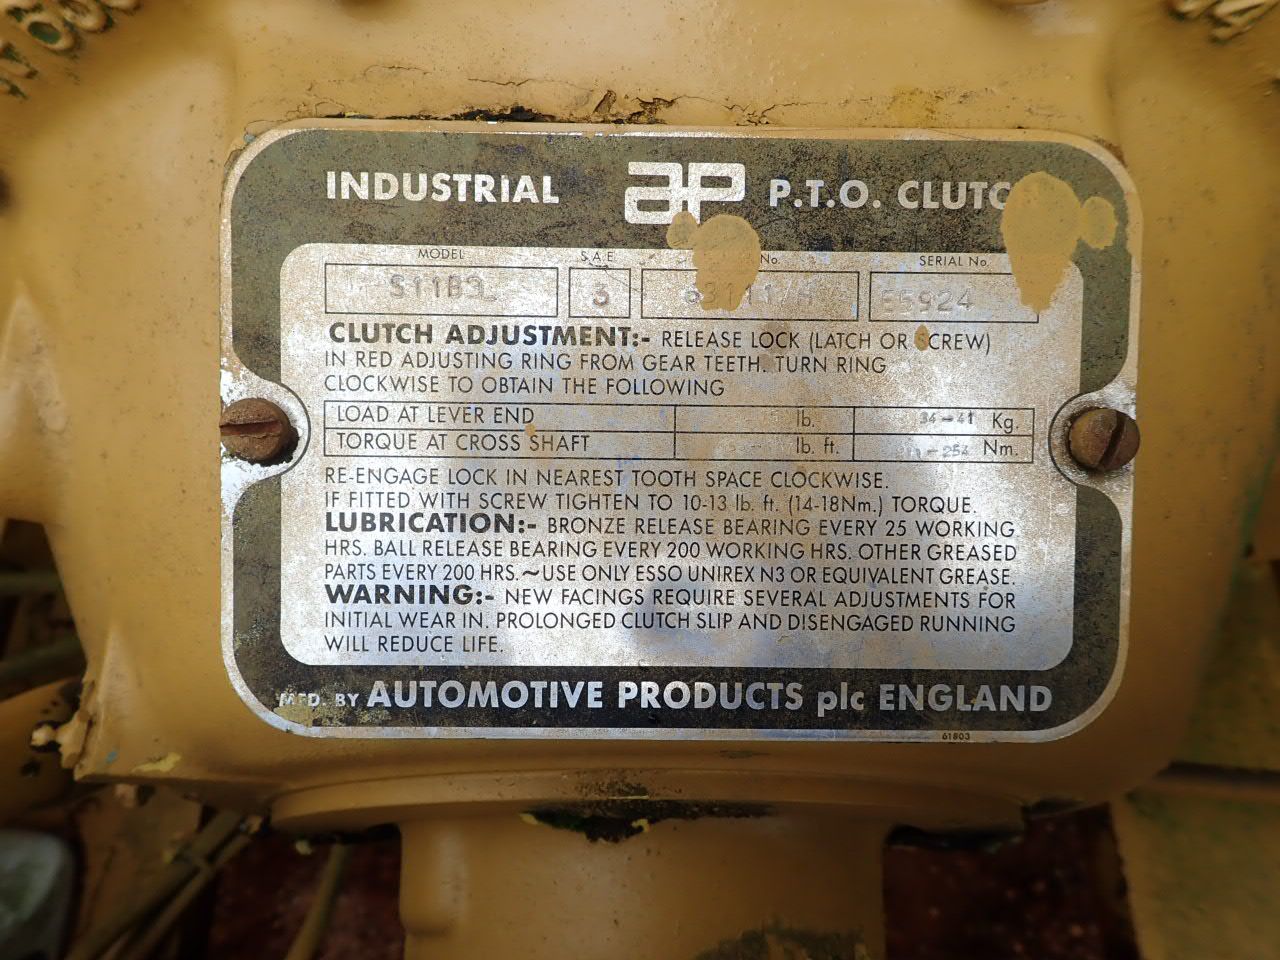 INDUSTRIAL ap P.T.O.
MODEL S.A.E. No. SERIAL No.
3 E5924
CLUTCH ADJUSTMENT:- RELEASE LOCK (LATCH OR SCREW)
IN RED ADJUSTING RING FROM GEAR TEETH. TURN RING
CLOCKWISE TO OBTAIN THE FOLLOWING
LOAD AT LEVER END lb. 34-41 Kg.
TORQUE AT CROSS SHAFT lb. ft. Nm.
RE-ENGAGE LOCK IN NEAREST TOOTH SPACE CLOCKWISE.
IF FITTED WITH SCREW TIGHTEN TO 10-13 lb. ft. (14-18Nm.) TORQUE.
LUBRICATION:- BRONZE RELEASE BEARING EVERY 25 WORKING
HRS. BALL RELEASE BEARING EVERY 200 WORKING HRS. OTHER GREASED
PARTS EVERY 200 HRS.~USE ONLY ESSO UNIREX N3 OR EQUIVALENT GREASE.
WARNING:- NEW FACINGS REQUIRE SEVERAL ADJUSTMENTS FOR
INITIAL WEAR IN. PROLONGED CLUTCH SLIP AND DISENGAGED RUNNING
WILL REDUCE LIFE.
MFD. BY AUTOMOTIVE PRODUCTS plc ENGLAND
61803